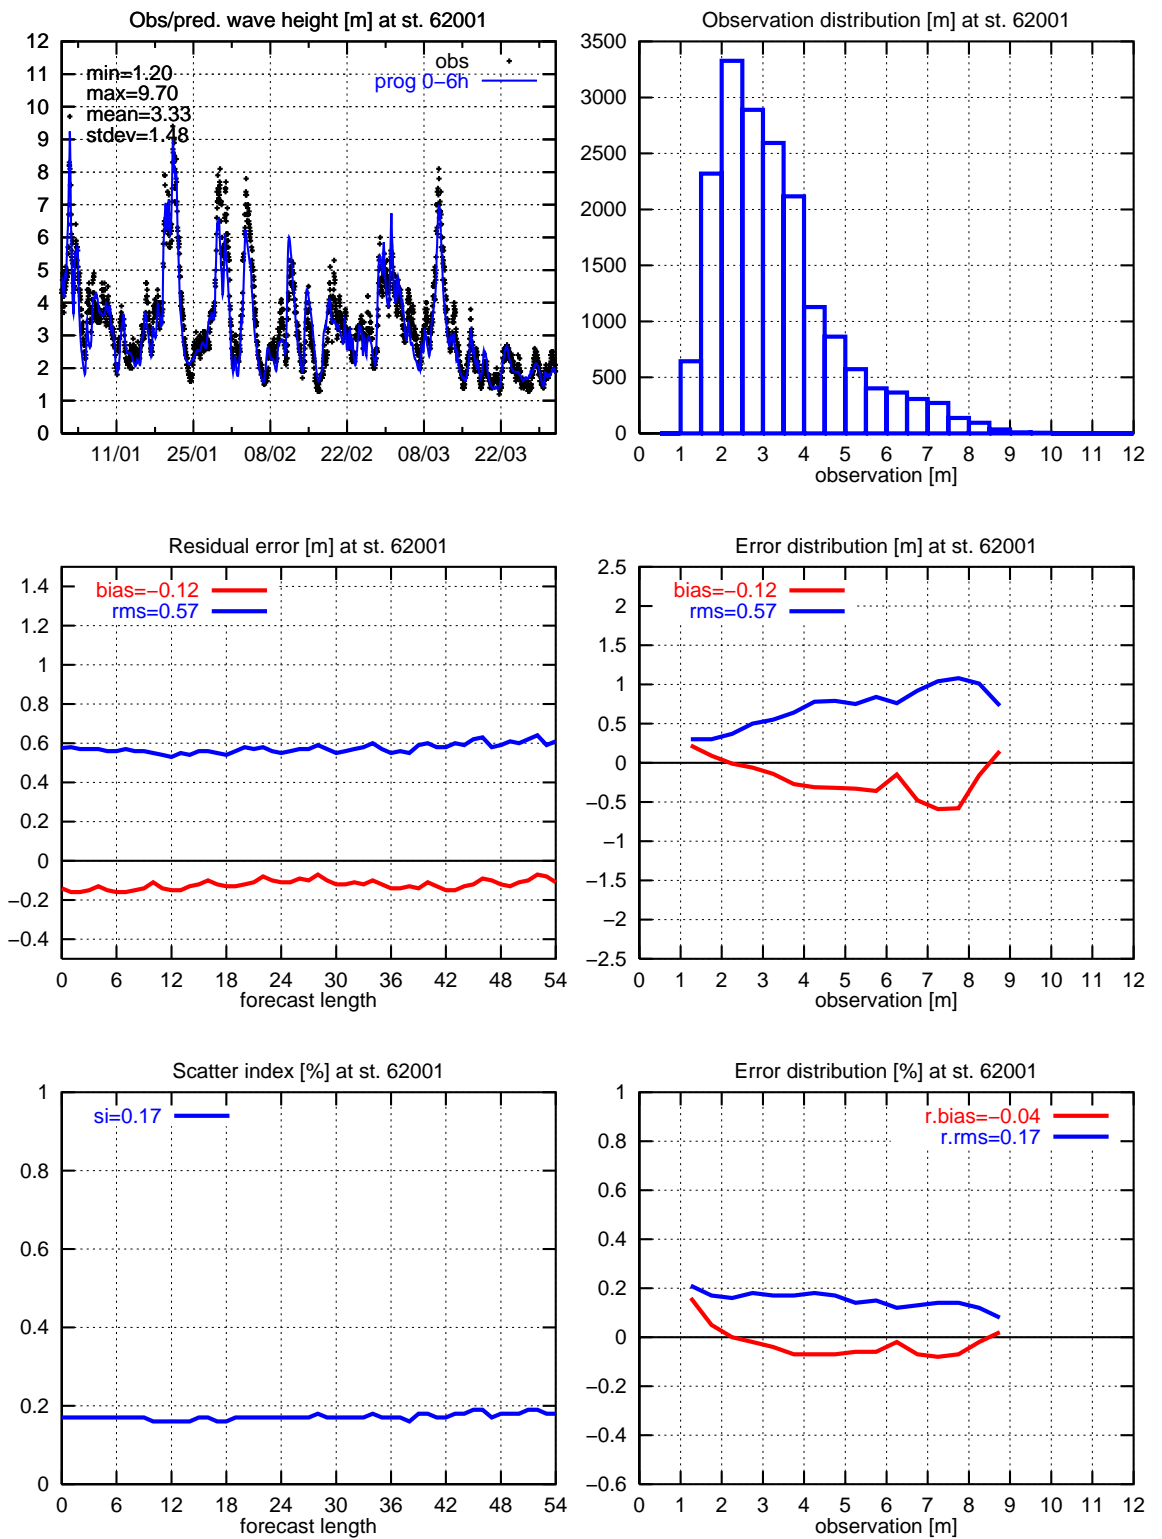 Obs/pred. wave height [m] at st. 62001
12
11
10
9
8
7
6
5
4
3
2
1
0
min=1.20
max=9.70
mean=3.33
stdev=1.48
obs
prog 0−6h
11/01 25/01 08/02 22/02 08/03 22/03
Observation distribution [m] at st. 62001
3500
3000
2500
2000
1500
1000
500
0
0 1 2 3 4 5 6 7 8 9 10 11 12
observation [m]
Residual error [m] at st. 62001
bias=−0.12
rms=0.57
1.4
1.2
1
0.8
0.6
0.4
0.2
0
−0.2
−0.4
0 6 12 18 24 30 36 42 48 54
forecast length
Error distribution [m] at st. 62001
bias=−0.12
rms=0.57
2.5
2
1.5
1
0.5
0
−0.5
−1
−1.5
−2
−2.5
0 1 2 3 4 5 6 7 8 9 10 11 12
observation [m]
Scatter index [%] at st. 62001
si=0.17
1
0.8
0.6
0.4
0.2
0
0 6 12 18 24 30 36 42 48 54
forecast length
Error distribution [%] at st. 62001
r.bias=−0.04
r.rms=0.17
1
0.8
0.6
0.4
0.2
0
−0.2
−0.4
−0.6
0 1 2 3 4 5 6 7 8 9 10 11 12
observation [m]